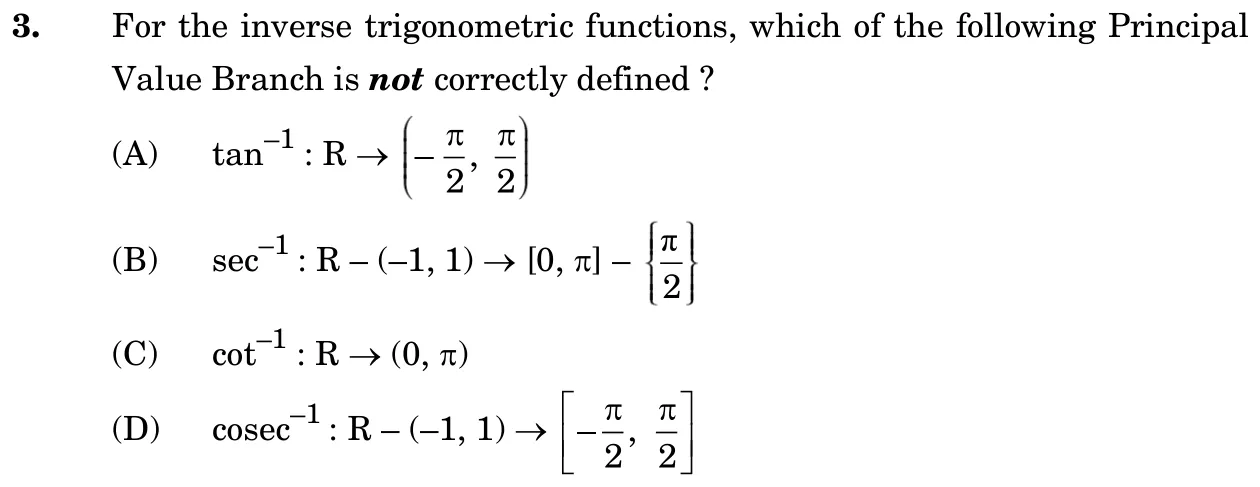 3. For the inverse trigonometric functions, which of the following Principal
Value Branch is not correctly defined ?
(A) tan⁻¹ : R → (−π/2, π/2)
(B) sec⁻¹ : R – (–1, 1) → [0, π] – {π/2}
(C) cot⁻¹ : R → (0, π)
(D) cosec⁻¹ : R – (–1, 1) → [−π/2, π/2]